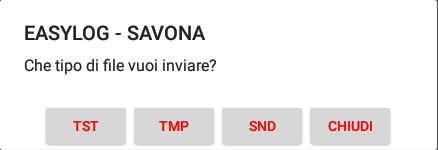 EASYLOG - SAVONA
Che tipo di file vuoi inviare?
TST TMP SND CHIUDI